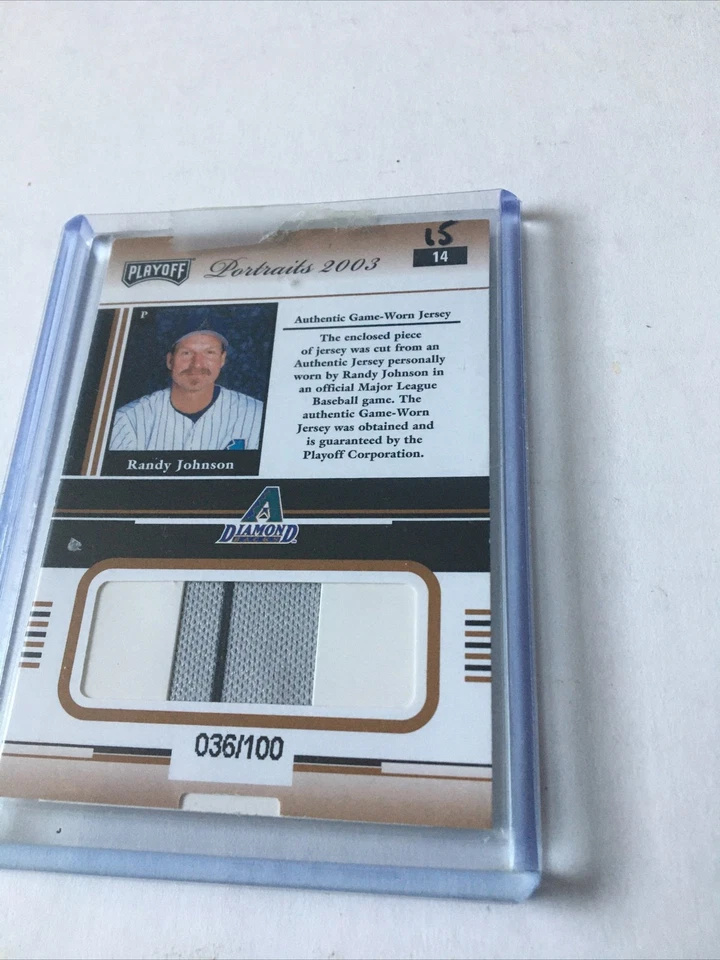 15
PLAYOFF Portraits 2003 14
P
Authentic Game-Worn Jersey
The enclosed piece
of jersey was cut from an
Authentic Jersey personally
worn by Randy Johnson in
an official Major League
Baseball game. The
authentic Game-Worn
Jersey was obtained and
is guaranteed by the
Playoff Corporation.
Randy Johnson
A
DIAMOND
BACKS
036/100